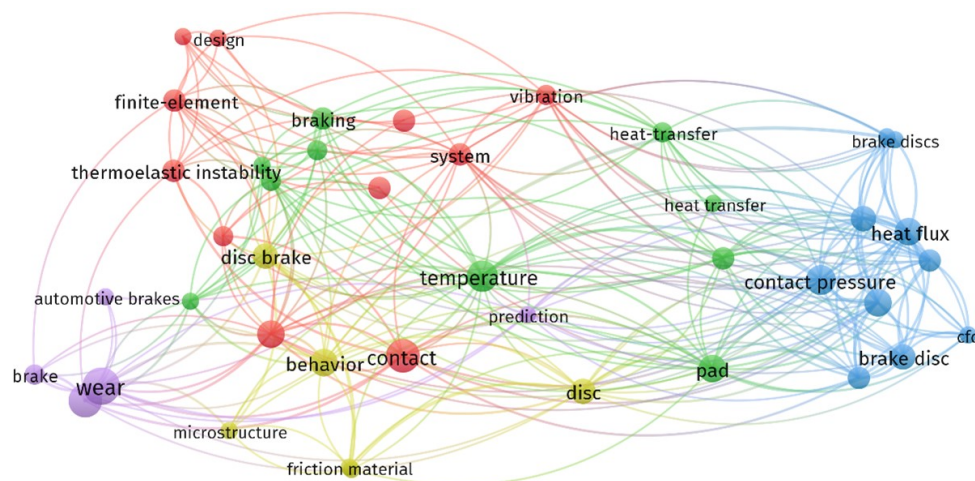 design
vibration
finite-element
braking
heat-transfer
brake discs
system
thermoelastic instability
heat transfer
heat flux
disc brake
temperature
contact pressure
automotive brakes
prediction
cfd
behavior
contact
brake disc
pad
brake
wear
disc
microstructure
friction material